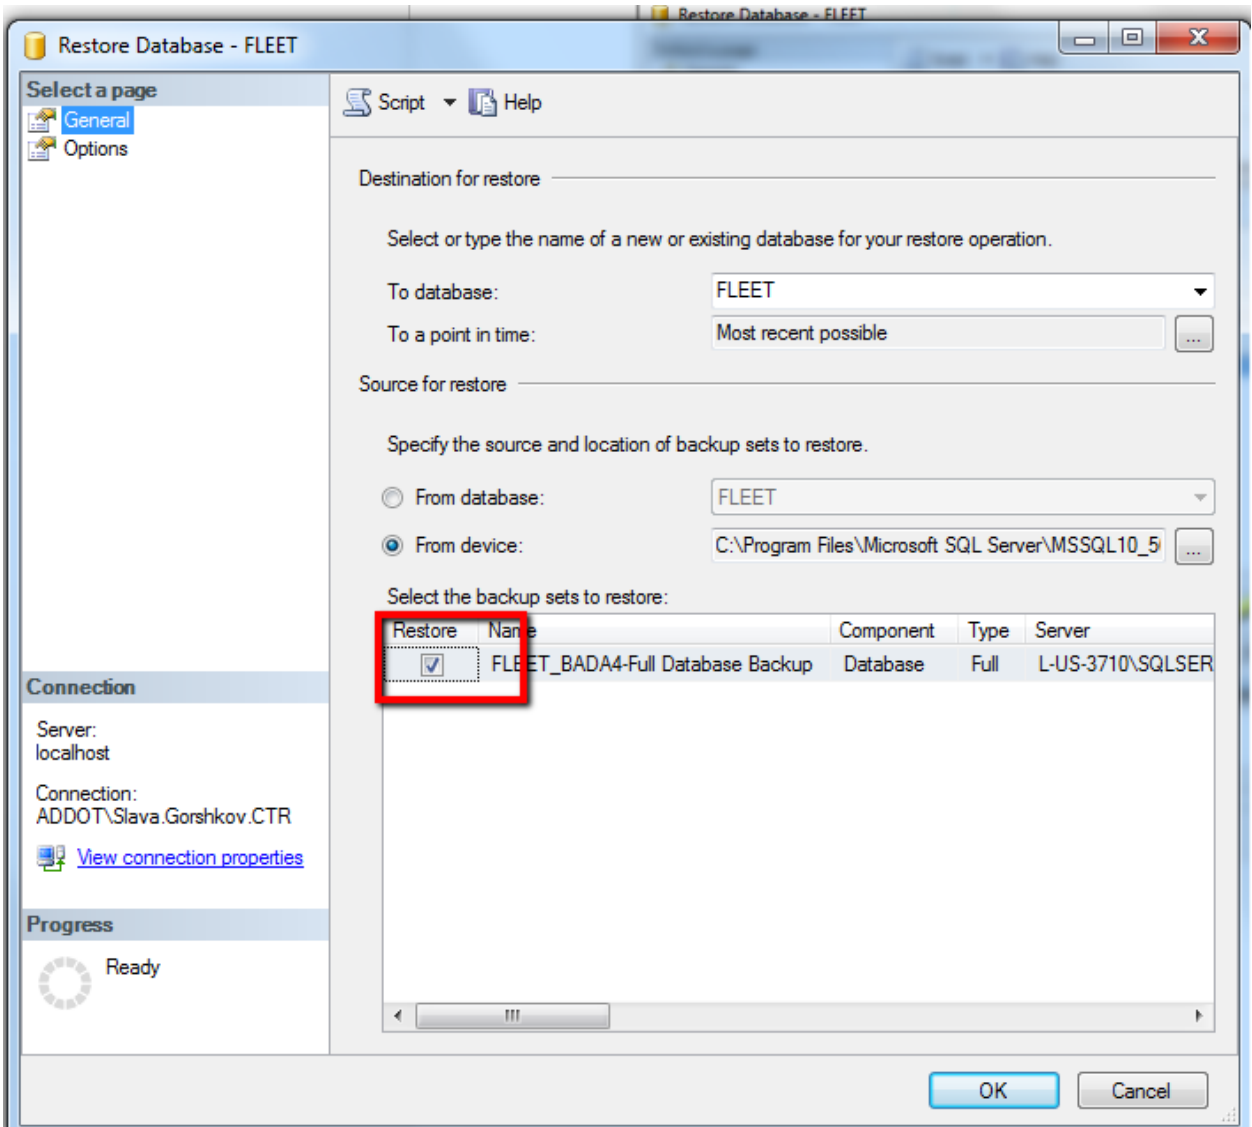 Restore Database - FLEET
Restore Database - FLEET
Select a page
General
Options
Script Help
Destination for restore
Select or type the name of a new or existing database for your restore operation.
To database: FLEET
To a point in time: Most recent possible ...
Source for restore
Specify the source and location of backup sets to restore.
From database: FLEET
From device: C:\Program Files\Microsoft SQL Server\MSSQL10_5 ...
Select the backup sets to restore:
Restore Name Component Type Server
FLEET_BADA4-Full Database Backup Database Full L-US-3710\SQLSER
Connection
Server:
localhost
Connection:
ADDOT\Slava.Gorshkov.CTR
View connection properties
Progress
Ready
OK Cancel